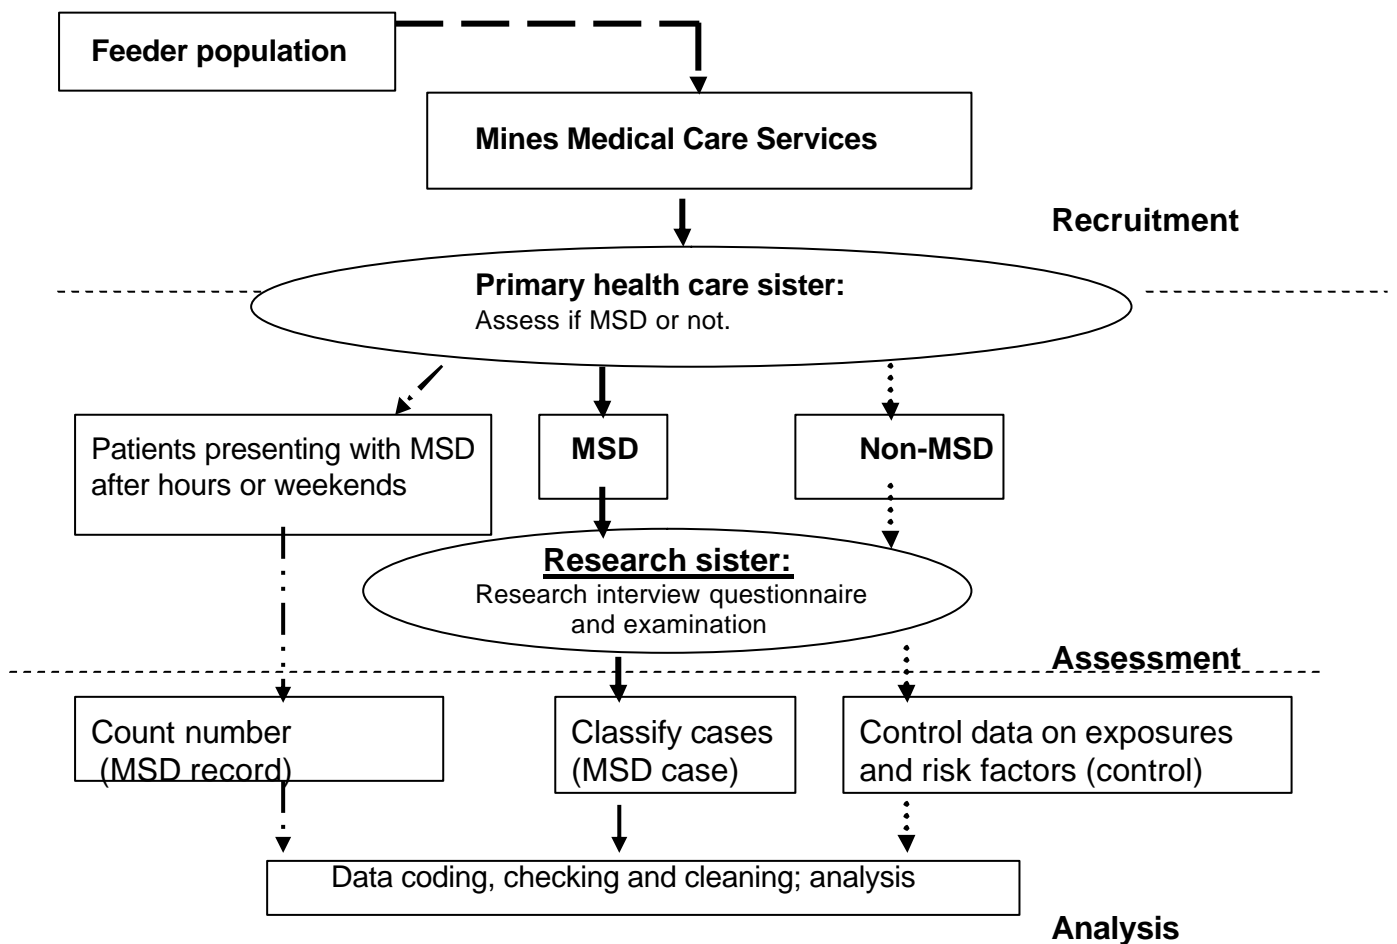 Feeder population
Mines Medical Care Services
Recruitment
Primary health care sister:
Assess if MSD or not.
Patients presenting with MSD
after hours or weekends
MSD
Non-MSD
Research sister:
Research interview questionnaire
and examination
Assessment
Count number
(MSD record)
Classify cases
(MSD case)
Control data on exposures
and risk factors (control)
Data coding, checking and cleaning; analysis
Analysis